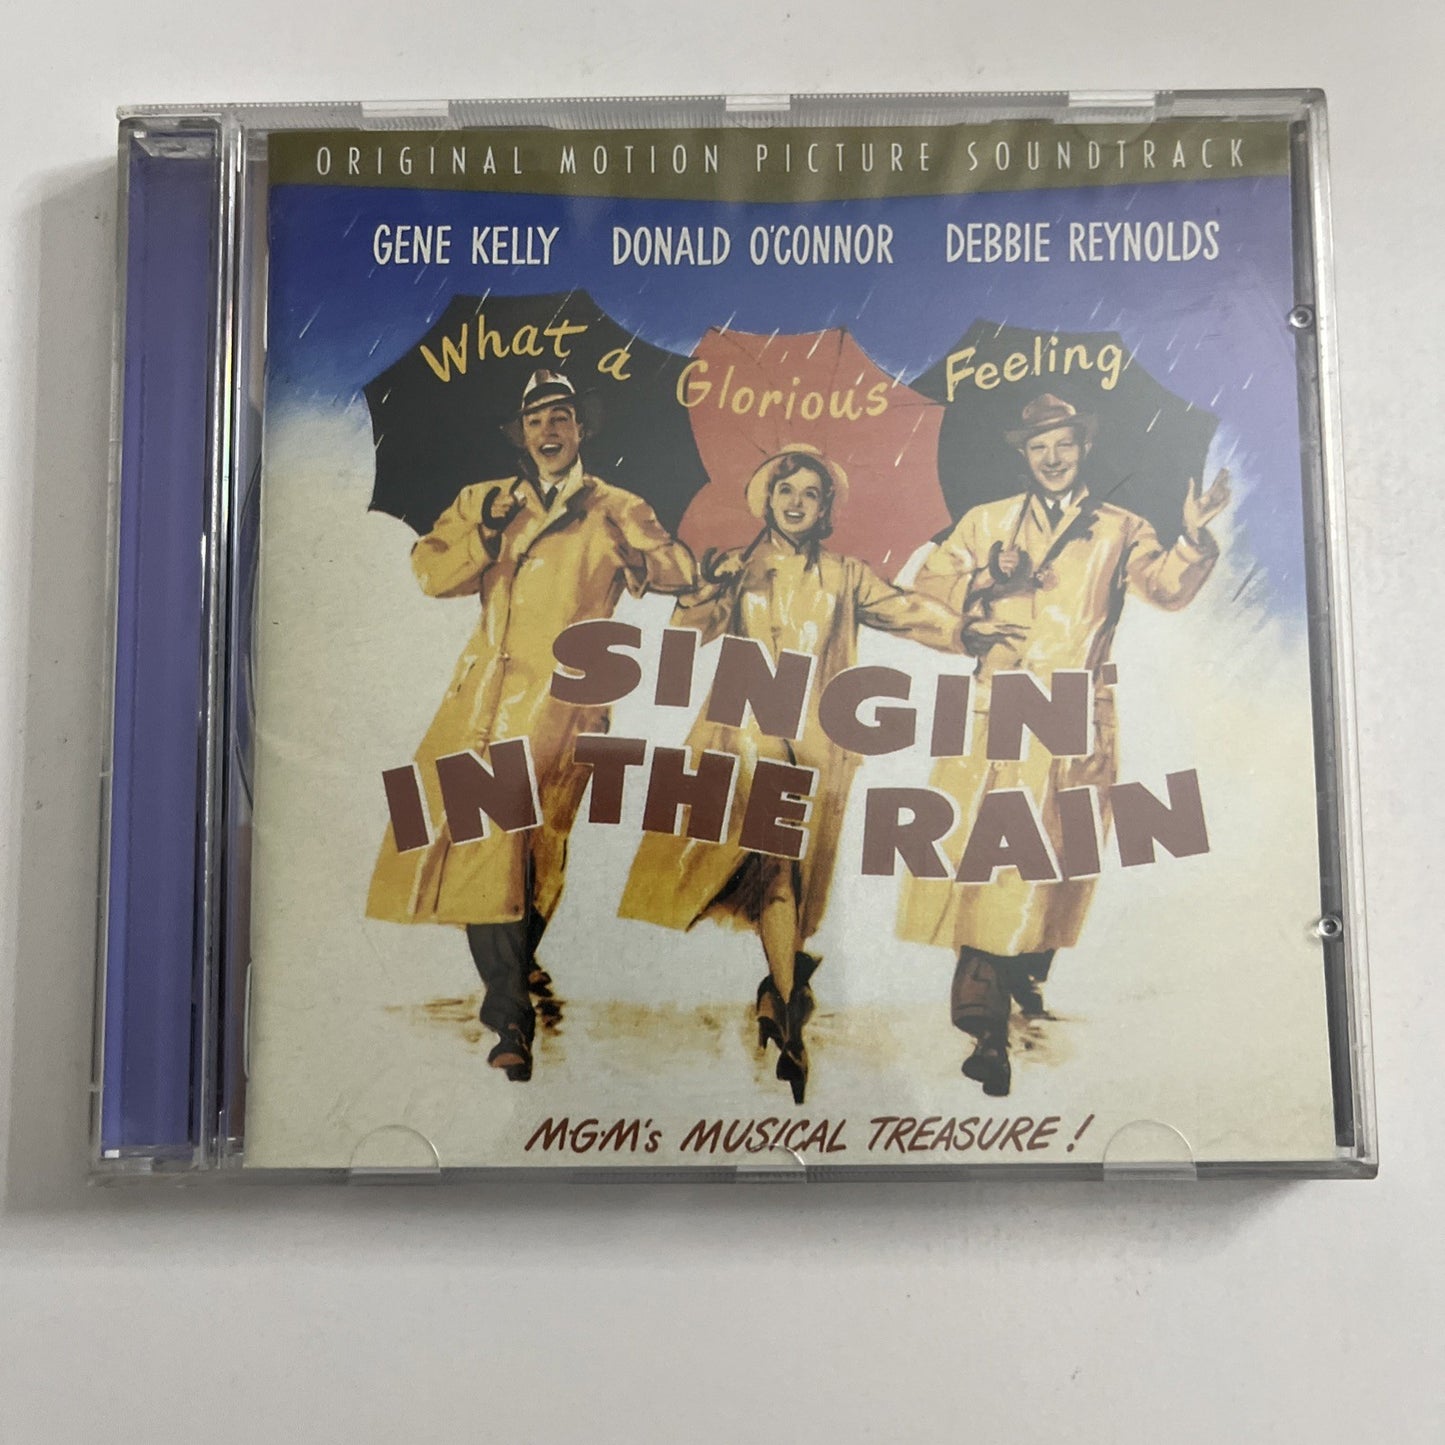 ORIGINAL MOTION PICTURE SOUNDTRACK
GENE KELLY DONALD O'CONNOR DEBBIE REYNOLDS
What a Glorious Feeling
SINGIN'
IN THE RAIN
M·G·M's MUSICAL TREASURE!